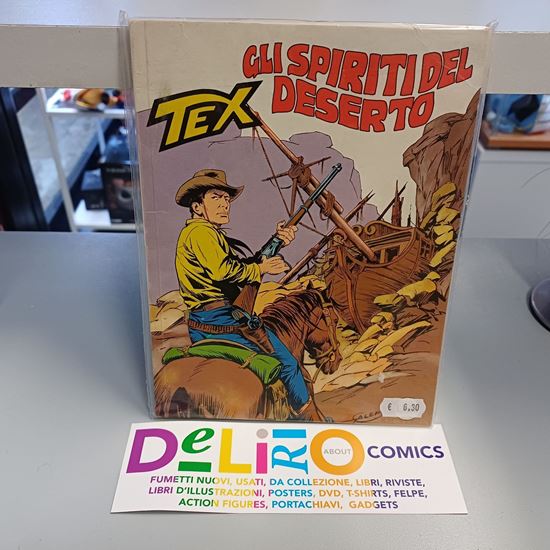 GLI SPIRITI DEL
DESERTO
TEX
€ 6,30
DeLiRiO ABOUT COMICS
FUMETTI NUOVI, USATI, DA COLLEZIONE, LIBRI, RIVISTE,
LIBRI D'ILLUSTRAZIONI, POSTERS, DVD, T-SHIRTS, FELPE,
ACTION FIGURES, PORTACHIAVI, GADGETS